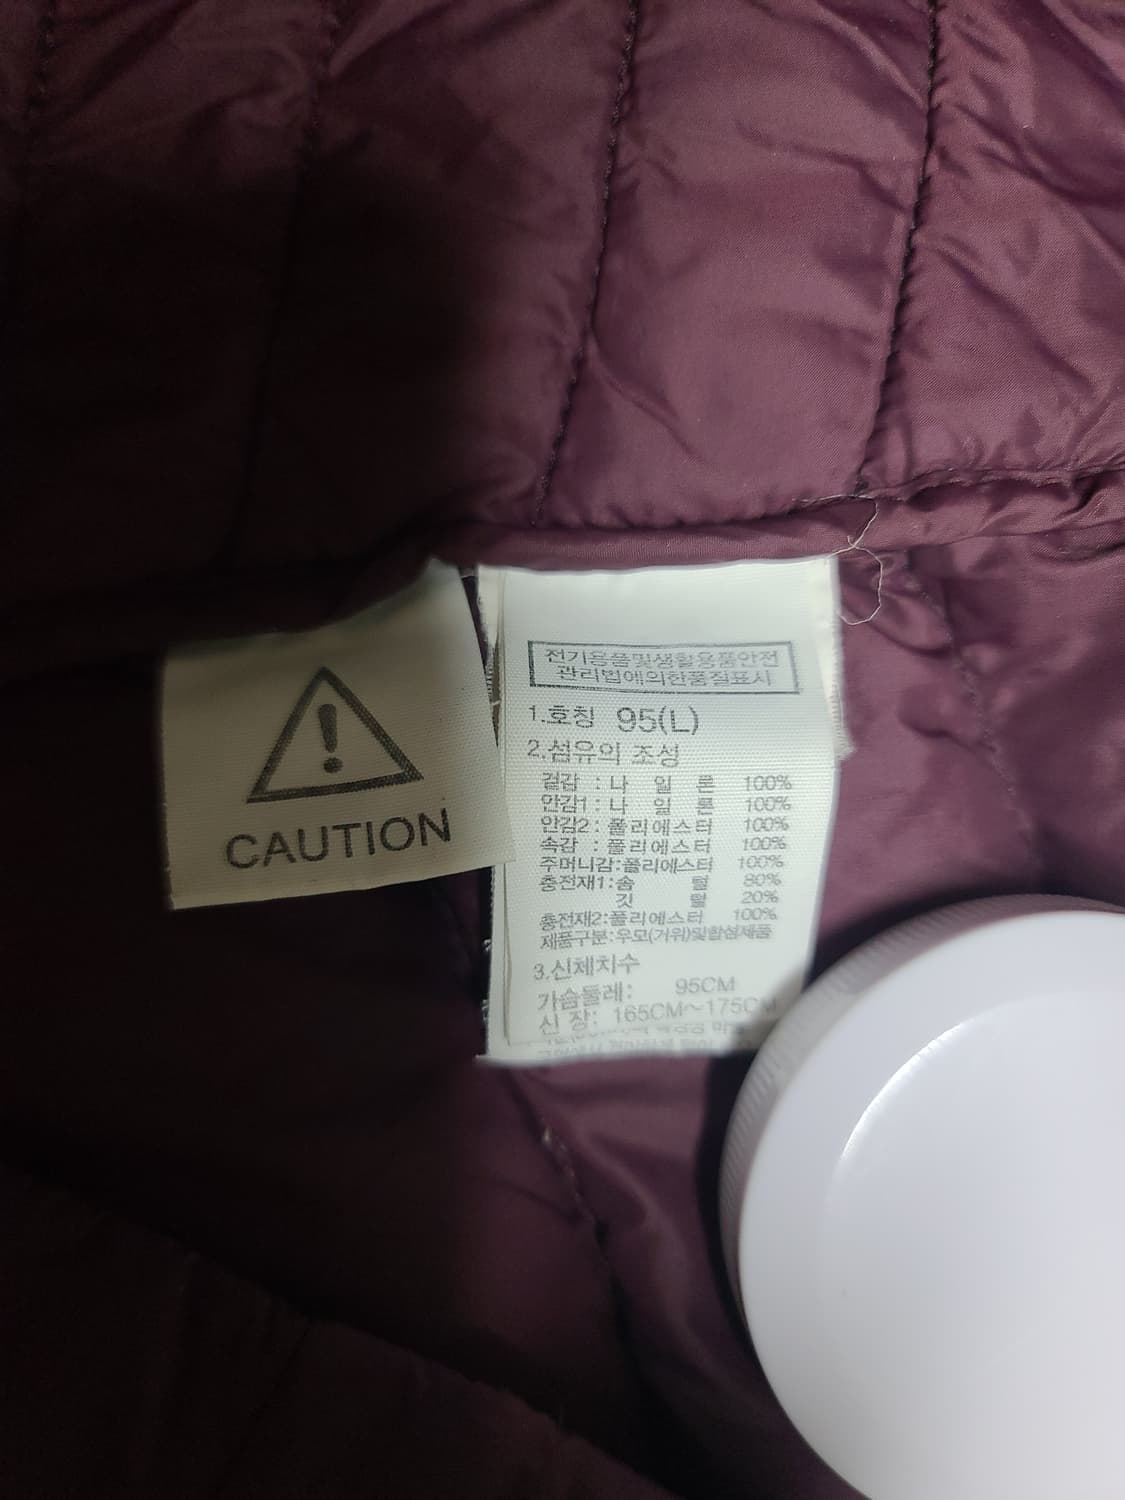 CAUTION
전기용품및생활용품안전
관리법에의한품질표시
1.호칭 95(L)
2.섬유의 조성
겉감 : 나 일 론 100%
안감1 : 나 일 론 100%
안감2 : 폴리에스터 100%
속감 : 폴리에스터 100%
주머니감:폴리에스터 100%
충전재1:솜 털 80%
깃 털 20%
충전재2:폴리에스터 100%
제품구분:우모(거위)및합성제품
3.신체치수
가슴둘레: 95CM
신 장: 165CM~175CM